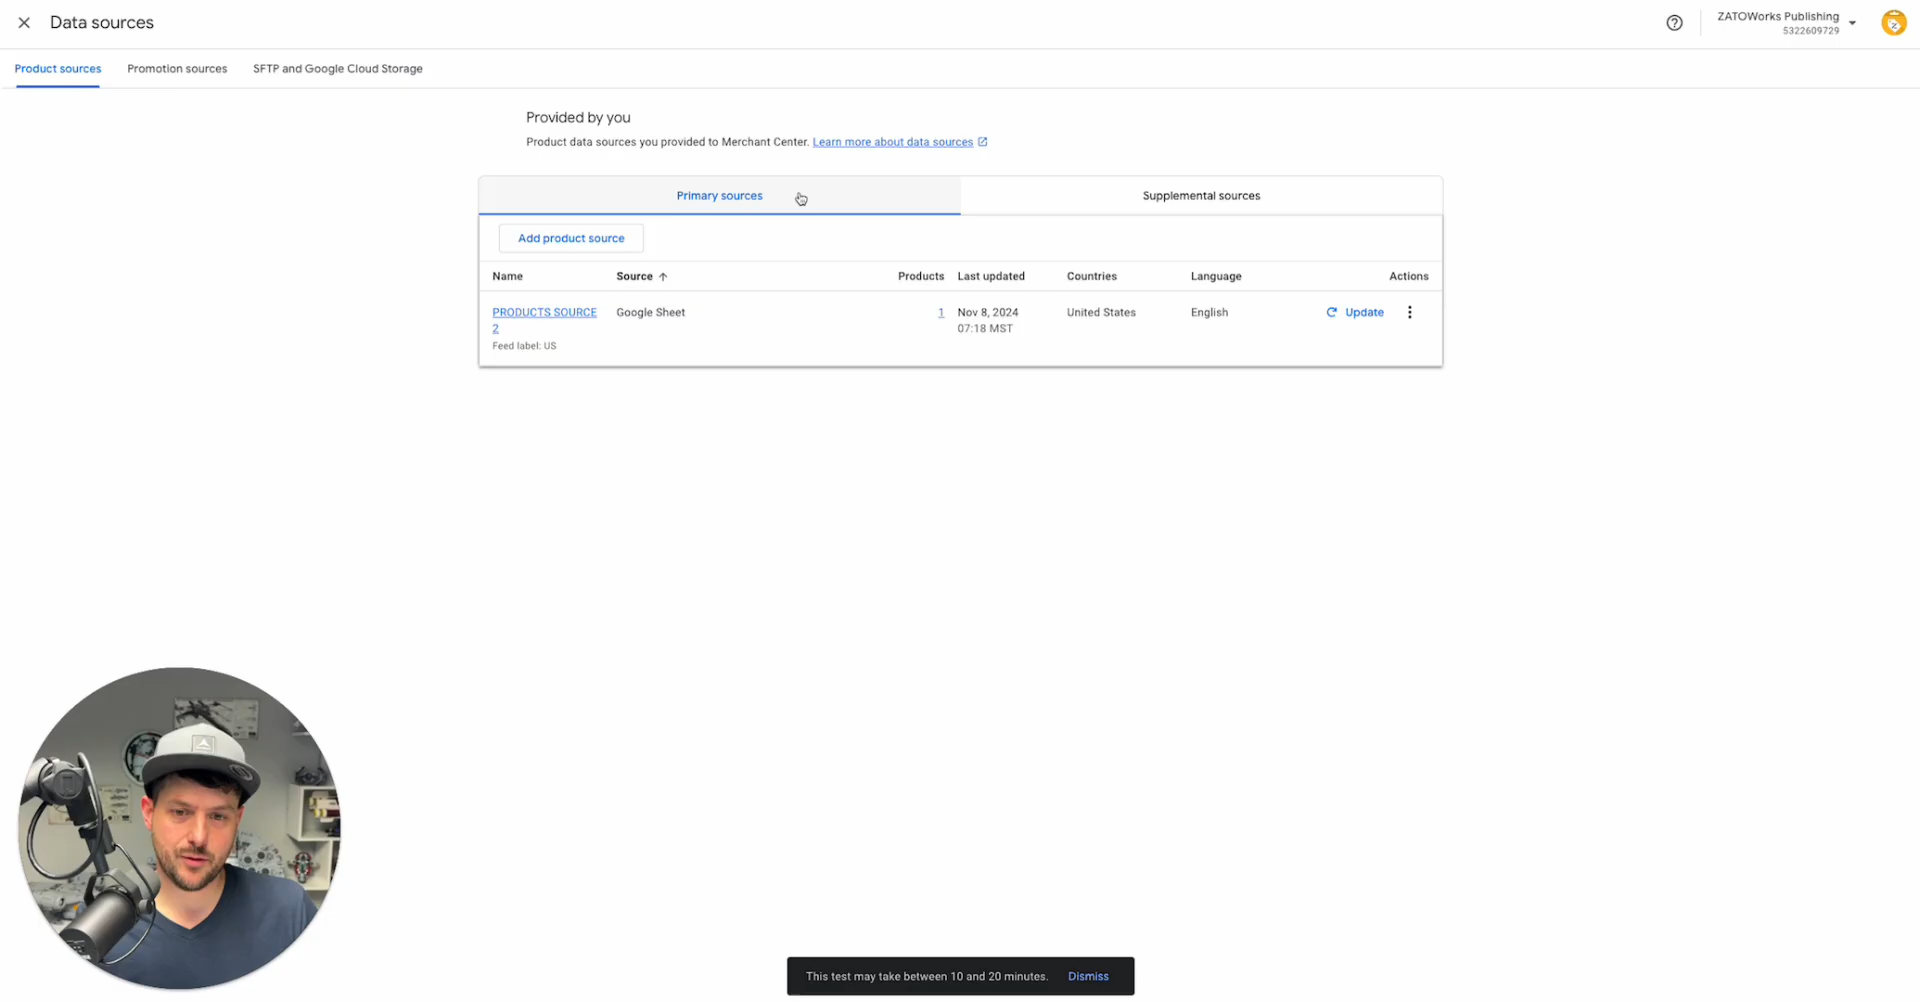 Data sources
ZATOWorks Publishing
5322609729
Product sources
Promotion sources
SFTP and Google Cloud Storage
Provided by you
Product data sources you provided to Merchant Center. Learn more about data sources
Primary sources
Supplemental sources
Add product source
Name
Source
Products
Last updated
Countries
Language
Actions
PRODUCTS SOURCE
2
Feed label: US
Google Sheet
1
Nov 8, 2024
07:18 MST
United States
English
Update
This test may take between 10 and 20 minutes.
Dismiss